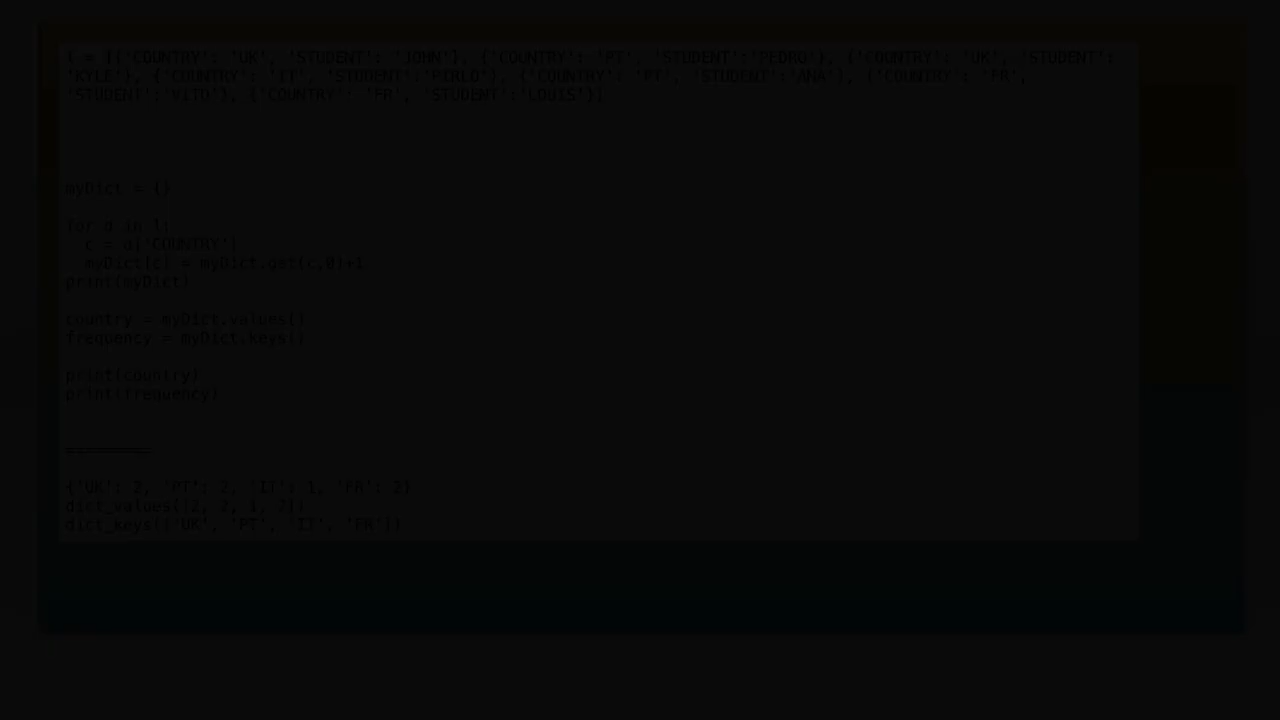 l = [{'COUNTRY': 'UK', 'STUDENT': 'JOHN'}, {'COUNTRY': 'PT', 'STUDENT':'PEDRO'}, {'COUNTRY': 'UK', 'STUDENT':
'KYLE'}, {'COUNTRY': 'IT', 'STUDENT':'PIRLO'}, {'COUNTRY': 'PT', 'STUDENT':'ANA'}, {'COUNTRY': 'FR',
'STUDENT':'VITO'}, {'COUNTRY': 'FR', 'STUDENT':'LOUIS'}]
myDict = {}
for d in l:
c = d['COUNTRY']
myDict[c] = myDict.get(c,0)+1
print(myDict)
country = myDict.values()
frequency = myDict.keys()
print(country)
print(frequency)
=========
{'UK': 2, 'PT': 2, 'IT': 1, 'FR': 2}
dict_values([2, 2, 1, 2])
dict_keys(['UK', 'PT', 'IT', 'FR'])